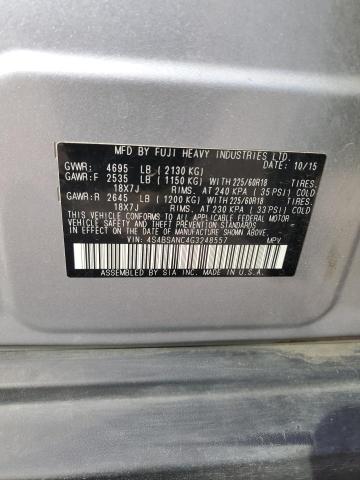 MFD BY FUJI HEAVY INDUSTRIES LTD.
DATE: 10/15
GVWR: 4695 LB (2130 KG)
GAWR:F 2535 LB (1150 KG) WITH 225/60R18 TIRES.
18X7J RIMS. AT 240 KPA (35 PSI) COLD
GAWR:R 2645 LB (1200 KG) WITH 225/60R18 TIRES.
18X7J RIMS. AT 230 KPA (33 PSI) COLD
THIS VEHICLE CONFORMS TO ALL APPLICABLE FEDERAL MOTOR
VEHICLE SAFETY AND THEFT PREVENTION STANDARDS
IN EFFECT ON THE DATE OF MANUFACTURE SHOWN ABOVE.
VIN: 4S4BSANC4G3248557 MPV
ASSEMBLED BY SIA MADE IN U.S.A.